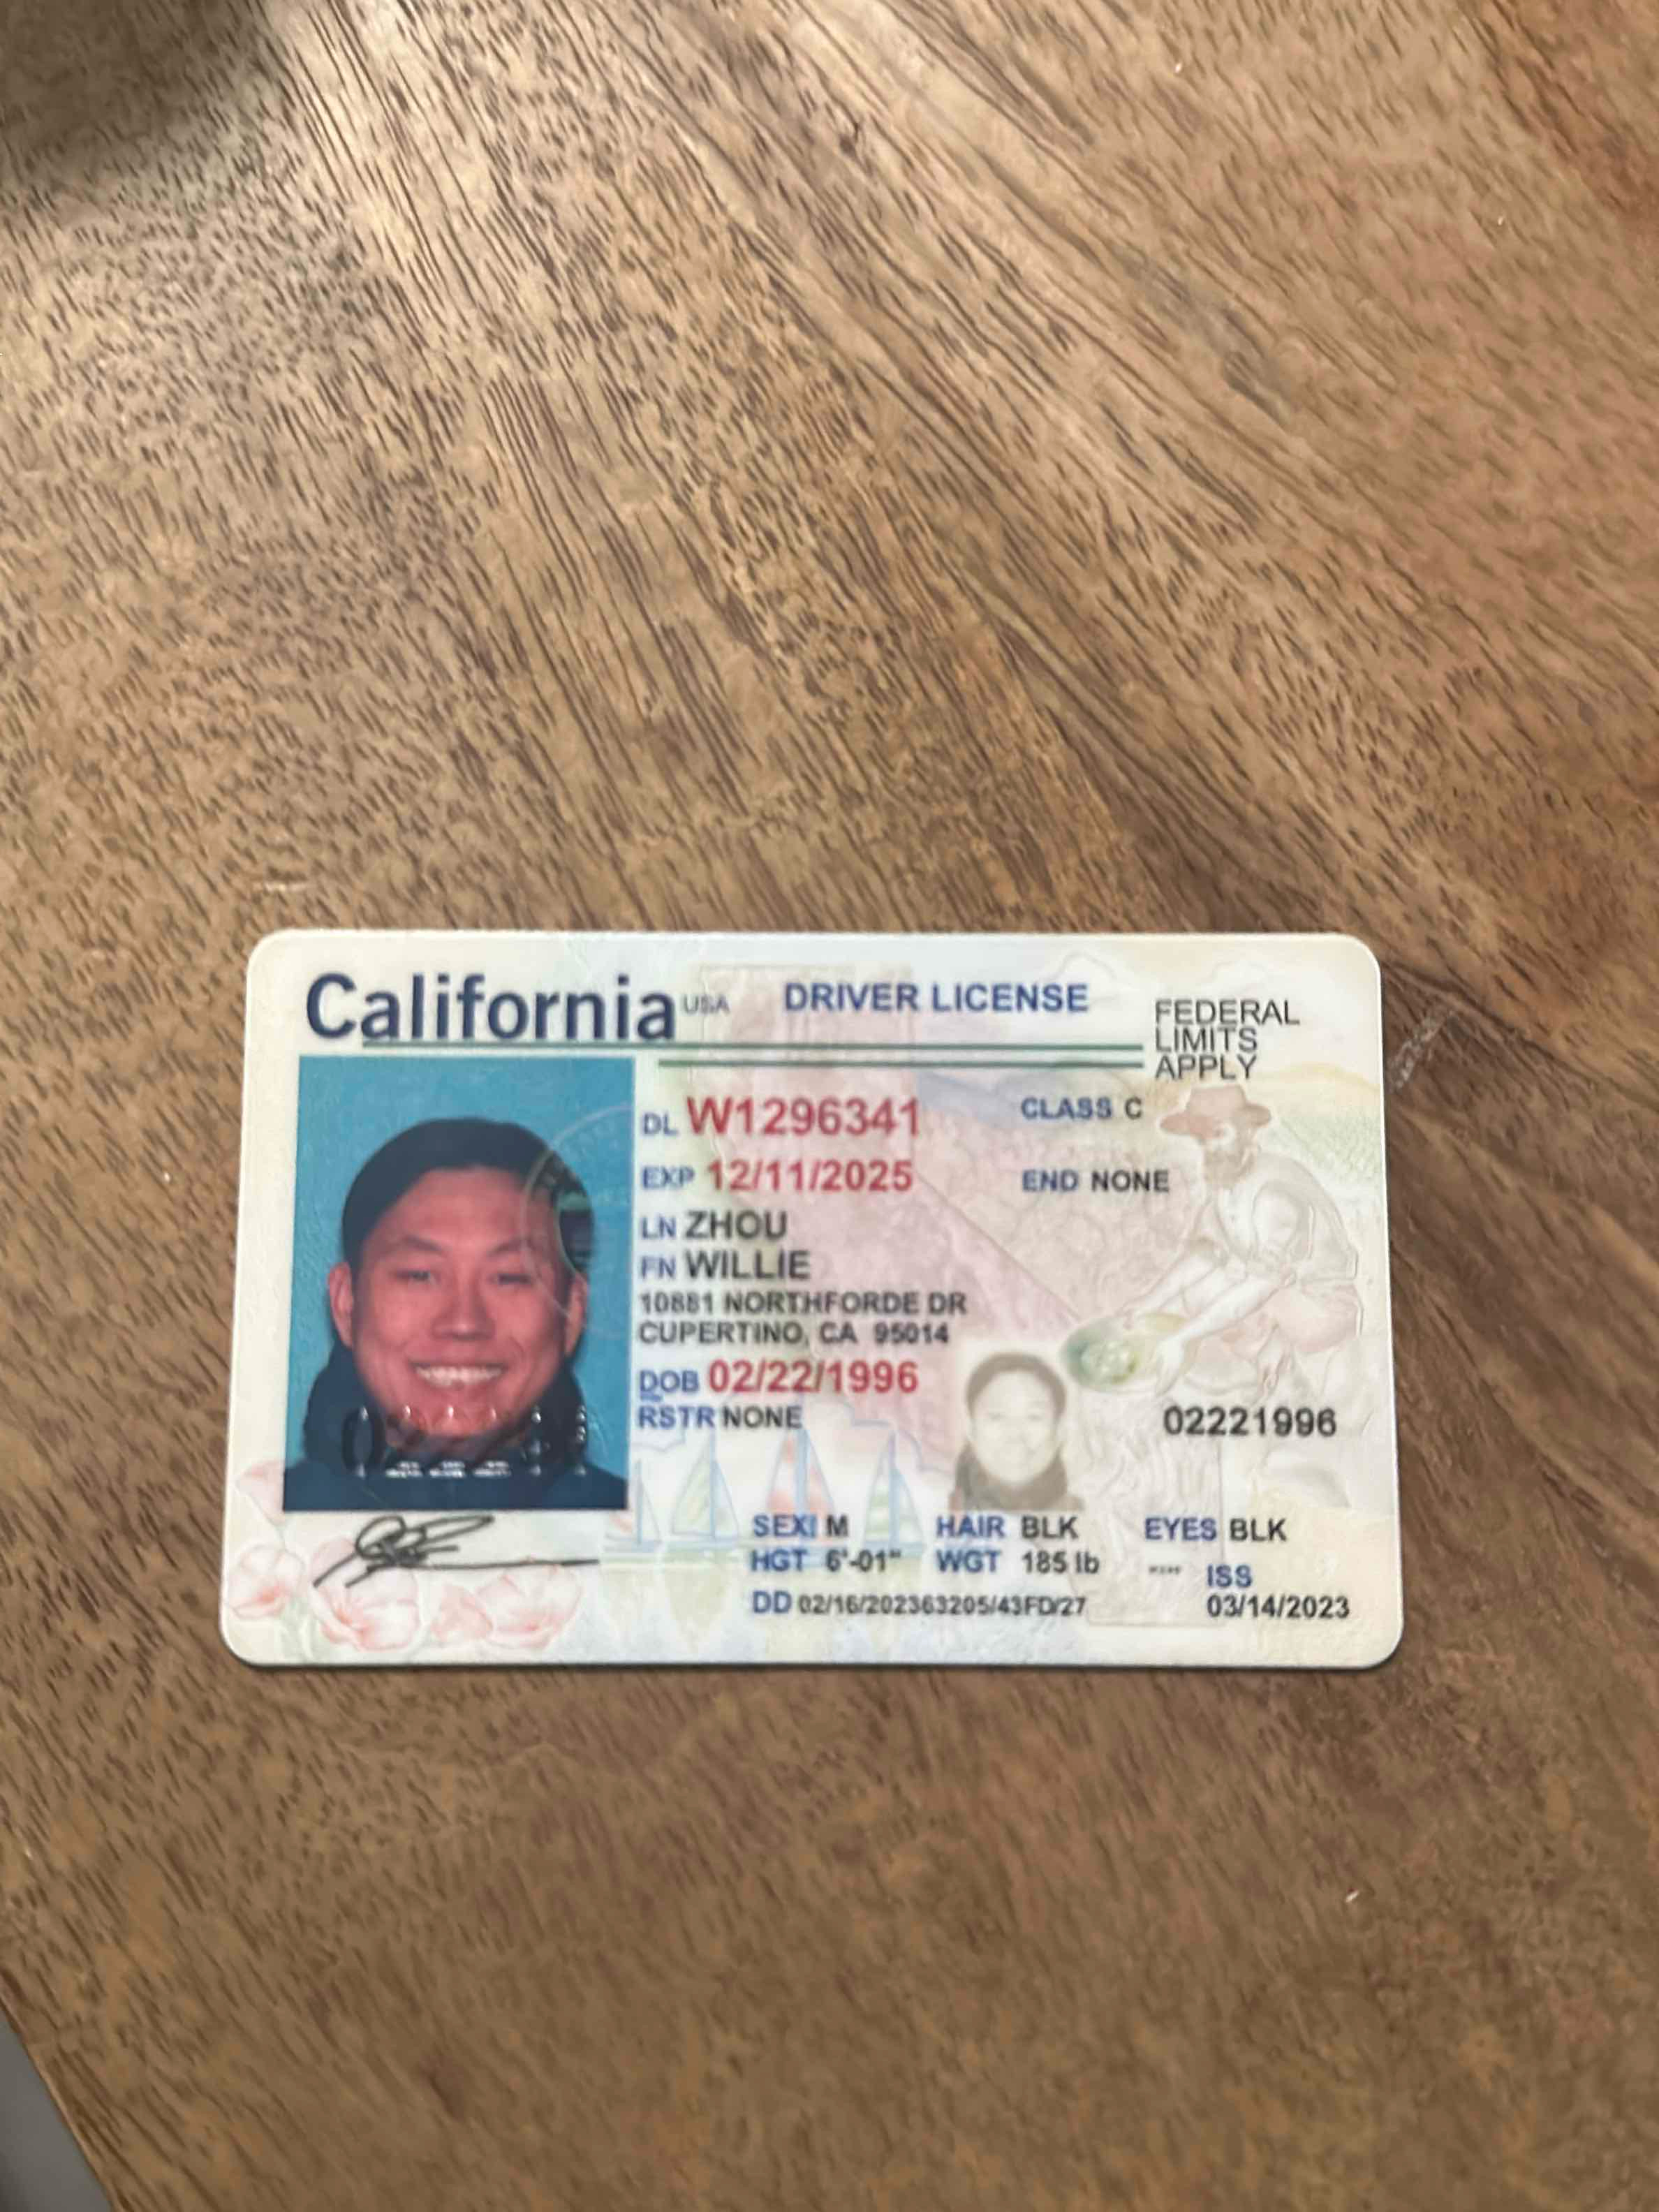 California USA DRIVER LICENSE
FEDERAL
LIMITS
APPLY
DL W1296341 CLASS C
EXP 12/11/2025 END NONE
LN ZHOU
FN WILLIE
10881 NORTHFORDE DR
CUPERTINO, CA 95014
DOB 02/22/1996
RSTR NONE 02221996
SEX M HAIR BLK EYES BLK
HGT 6'-01" WGT 185 lb ISS
DD 02/16/202363205/43FD/27 03/14/2023